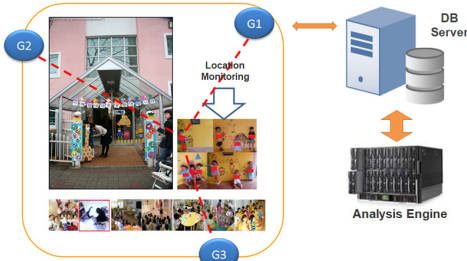 G1
G2
Location
Monitoring
G3
DB
Server
Analysis Engine